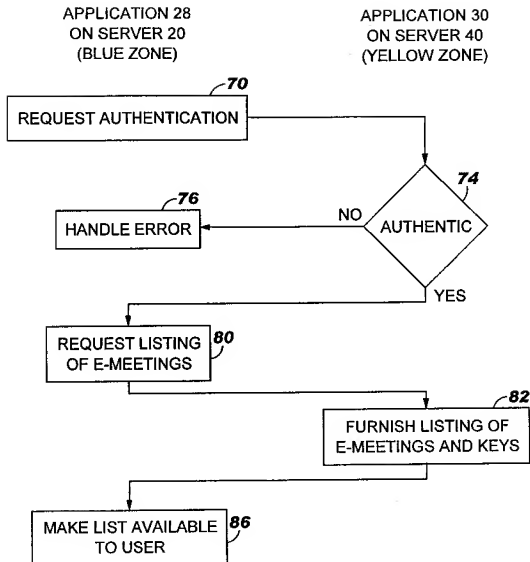 APPLICATION 28
ON SERVER 20
(BLUE ZONE)
APPLICATION 30
ON SERVER 40
(YELLOW ZONE)
70
REQUEST AUTHENTICATION
74
AUTHENTIC
NO
76
HANDLE ERROR
YES
80
REQUEST LISTING
OF E-MEETINGS
82
FURNISH LISTING OF
E-MEETINGS AND KEYS
86
MAKE LIST AVAILABLE
TO USER